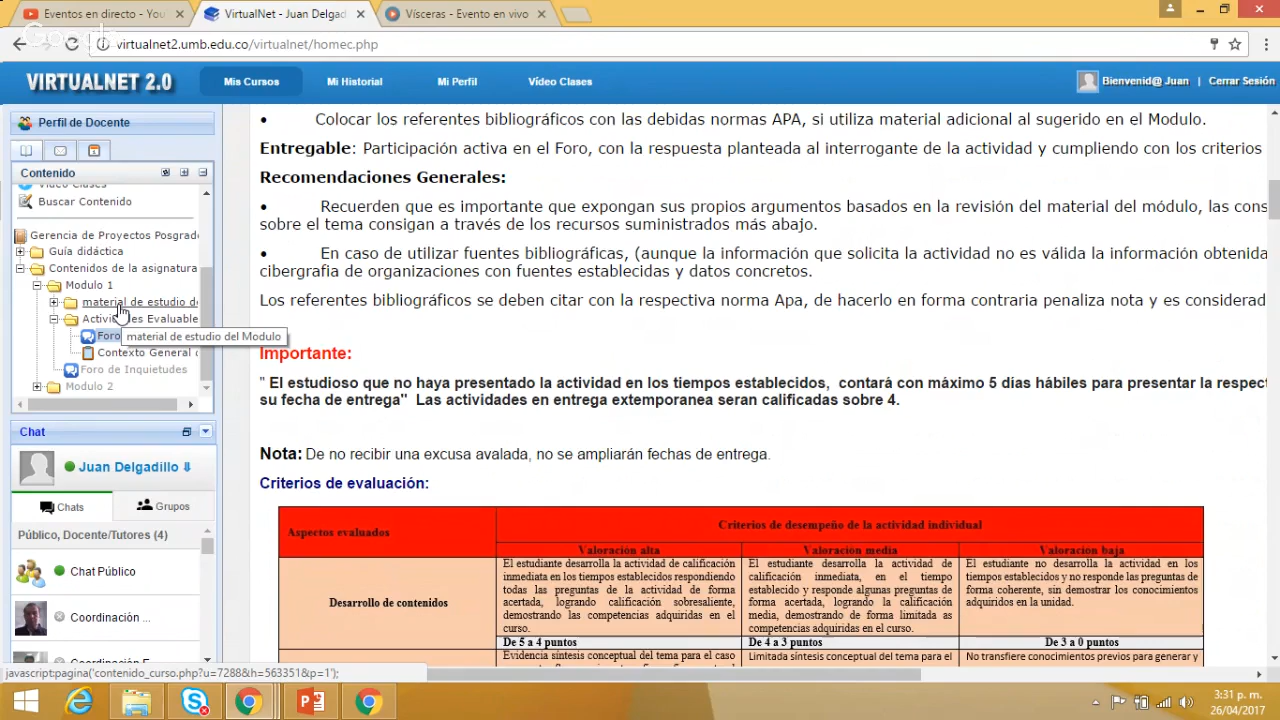 Eventos en directo - You
VirtualNet - Juan Delgad
Vísceras - Evento en vivo
Google
virtualnet2.umb.edu.co/virtualnet/homec.php
VIRTUALNET 2.0
Mis Cursos
Mi Historial
Mi Perfil
Vídeo Clases
Bienvenid@ Juan | Cerrar Sesión
Perfil de Docente
Contenido
Video Clases
Buscar Contenido
Gerencia de Proyectos Posgrad
Guía didáctica
Contenidos de la asignatura
Modulo 1
material de estudio d
Actividades Evaluable
Foro
material de estudio del Modulo
Contexto General
Foro de Inquietudes
Modulo 2
Chat
Juan Delgadillo
Chats
Grupos
Público, Docente/Tutores (4)
Chat Público
Coordinación ...
Coordinación E
• Colocar los referentes bibliográficos con las debidas normas APA, si utiliza material adicional al sugerido en el Modulo.
Entregable: Participación activa en el Foro, con la respuesta planteada al interrogante de la actividad y cumpliendo con los criterios
Recomendaciones Generales:
• Recuerden que es importante que expongan sus propios argumentos basados en la revisión del material del módulo, las cons
sobre el tema consigan a través de los recursos suministrados más abajo.
• En caso de utilizar fuentes bibliográficas, (aunque la información que solicita la actividad no es válida la información obtenida
cibergrafia de organizaciones con fuentes establecidas y datos concretos.
Los referentes bibliográficos se deben citar con la respectiva norma Apa, de hacerlo en forma contraria penaliza nota y es considerad
Importante:
" El estudioso que no haya presentado la actividad en los tiempos establecidos, contará con máximo 5 días hábiles para presentar la respect
su fecha de entrega" Las actividades en entrega extemporanea seran calificadas sobre 4.
Nota: De no recibir una excusa avalada, no se ampliarán fechas de entrega.
Criterios de evaluación:
Aspectos evaluados
Criterios de desempeño de la actividad individual
Valoración alta
Valoración media
Valoración baja
Desarrollo de contenidos
El estudiante desarrolla la actividad de calificación
inmediata en los tiempos establecidos respondiendo
todas las preguntas de la actividad de forma
acertada, logrando calificación sobresaliente,
demostrando las competencias adquiridas en el
curso.
De 5 a 4 puntos
El estudiante desarrolla la actividad de
calificación inmediata, en el tiempo
establecido y responde algunas preguntas de
forma acertada, logrando la calificación
media, demostrando de forma limitada as
competencias adquiridas en el curso.
De 4 a 3 puntos
El estudiante no desarrolla la actividad en los
tiempos establecidos y no responde las preguntas de
forma coherente, sin demostrar los conocimientos
adquiridos en la unidad.
De 3 a 0 puntos
Evidencia síntesis conceptual del tema para el caso
Limitada síntesis conceptual del tema para el
No transfiere conocimientos previos para generar y
javascript:pagina('contenido_curso.php?u=7288&h=563351&p=1');
3:31 p. m.
26/04/2017